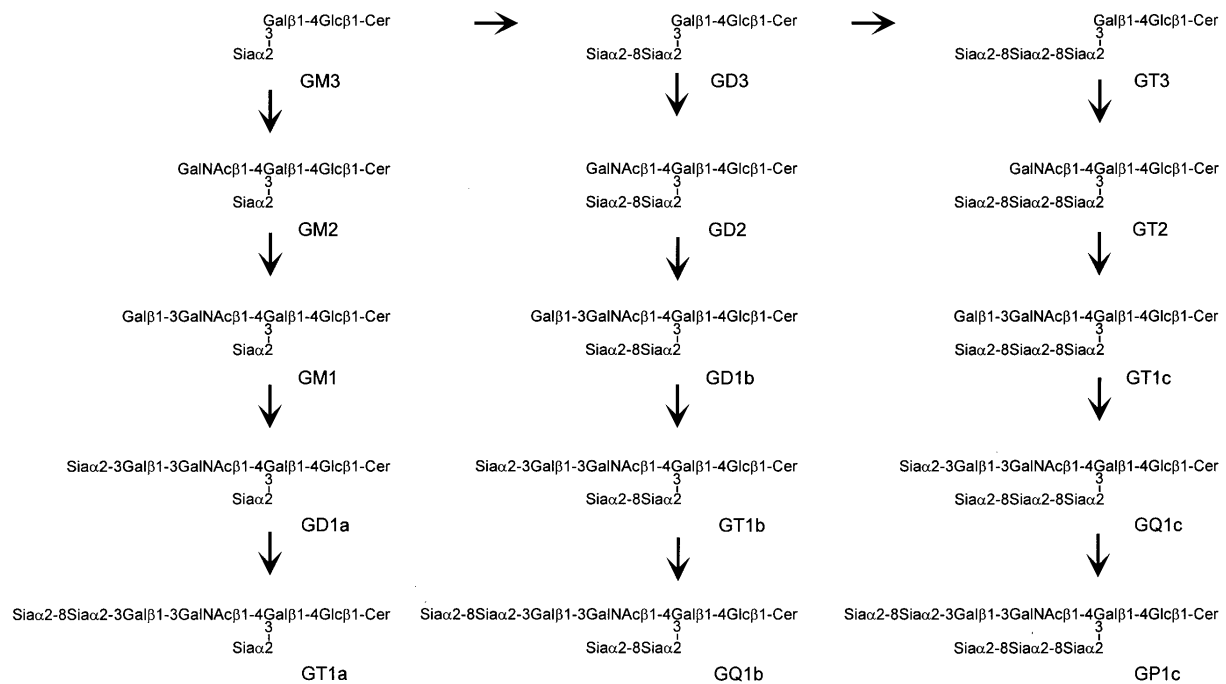 Galβ1-4Glcβ1-Cer Galβ1-4Glcβ1-Cer Galβ1-4Glcβ1-Cer
3 3 3
Siaα2 Siaα2-8Siaα2 Siaα2-8Siaα2-8Siaα2
GM3 GD3 GT3
GalNAcβ1-4Galβ1-4Glcβ1-Cer GalNAcβ1-4Galβ1-4Glcβ1-Cer GalNAcβ1-4Galβ1-4Glcβ1-Cer
3 3 3
Siaα2 Siaα2-8Siaα2 Siaα2-8Siaα2-8Siaα2
GM2 GD2 GT2
Galβ1-3GalNAcβ1-4Galβ1-4Glcβ1-Cer Galβ1-3GalNAcβ1-4Galβ1-4Glcβ1-Cer Galβ1-3GalNAcβ1-4Galβ1-4Glcβ1-Cer
3 3 3
Siaα2 Siaα2-8Siaα2 Siaα2-8Siaα2-8Siaα2
GM1 GD1b GT1c
Siaα2-3Galβ1-3GalNAcβ1-4Galβ1-4Glcβ1-Cer Siaα2-3Galβ1-3GalNAcβ1-4Galβ1-4Glcβ1-Cer Siaα2-3Galβ1-3GalNAcβ1-4Galβ1-4Glcβ1-Cer
3 3 3
Siaα2 Siaα2-8Siaα2 Siaα2-8Siaα2-8Siaα2
GD1a GT1b GQ1c
Siaα2-8Siaα2-3Galβ1-3GalNAcβ1-4Galβ1-4Glcβ1-Cer Siaα2-8Siaα2-3Galβ1-3GalNAcβ1-4Galβ1-4Glcβ1-Cer Siaα2-8Siaα2-3Galβ1-3GalNAcβ1-4Galβ1-4Glcβ1-Cer
3 3 3
Siaα2 Siaα2-8Siaα2 Siaα2-8Siaα2-8Siaα2
GT1a GQ1b GP1c